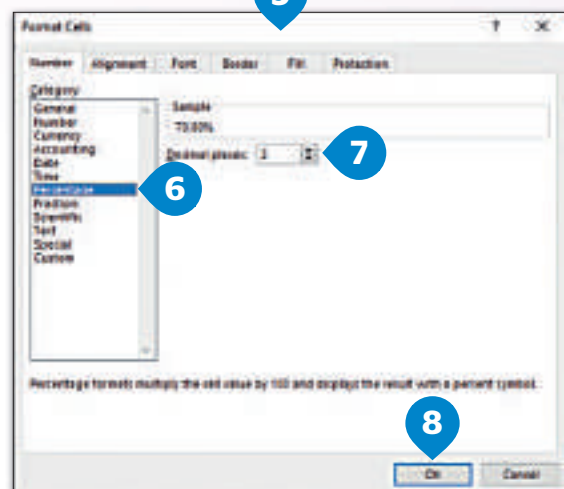 5
Format Cells ? X
Number Alignment Font Border Fill Protection
Category:
General
Number
Currency
Accounting
Date
Time
Percentage
Fraction
Scientific
Text
Special
Custom
Sample
Decimal places: 2
7
6
Percentage formats multiply the cell value by 100 and displays the result with a percent symbol.
8
OK Cancel